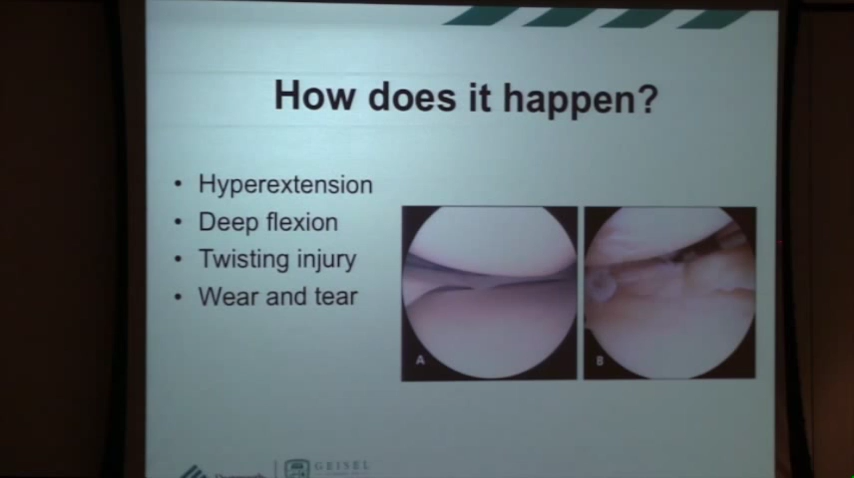 How does it happen?
• Hyperextension
• Deep flexion
• Twisting injury
• Wear and tear
A
B
GEISEL